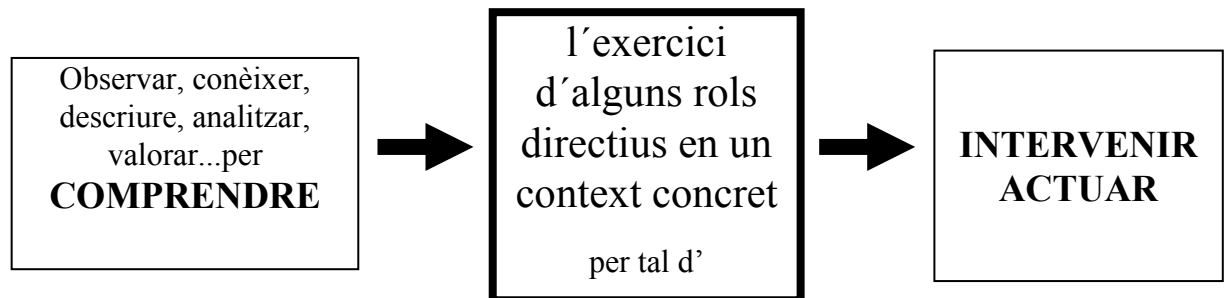 Observar, conèixer,
descriure, analitzar,
valorar...per
COMPRENDRE
l´exercici
d´alguns rols
directius en un
context concret
per tal d’
INTERVENIR
ACTUAR